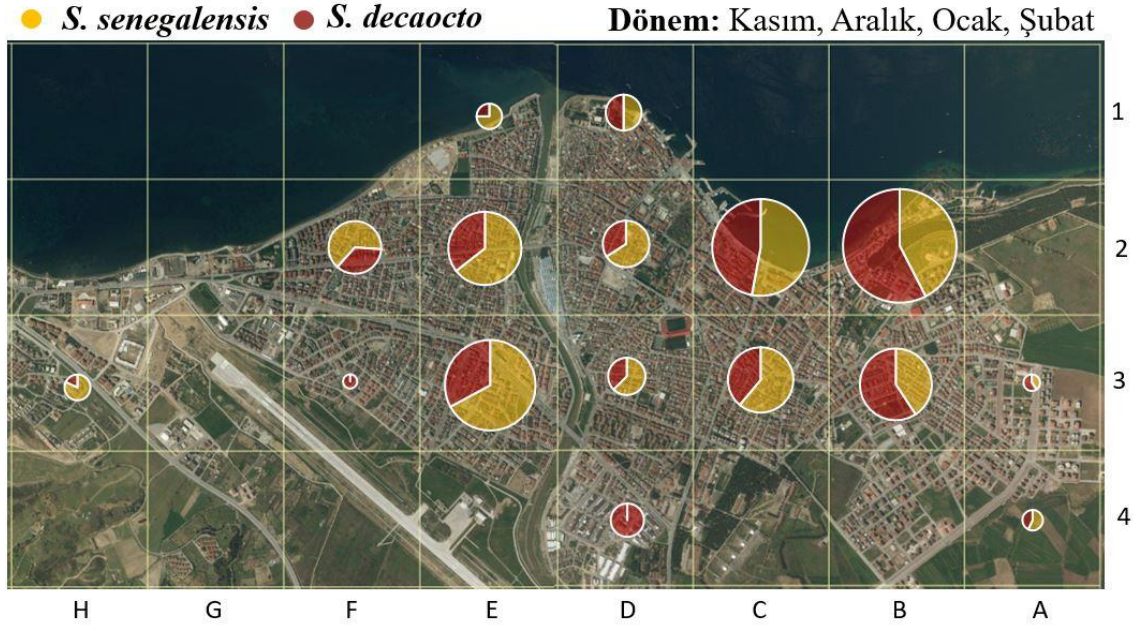 S. senegalensis S. decaocto Dönem: Kasım, Aralık, Ocak, Şubat
1
2
3
4
H G F E D C B A